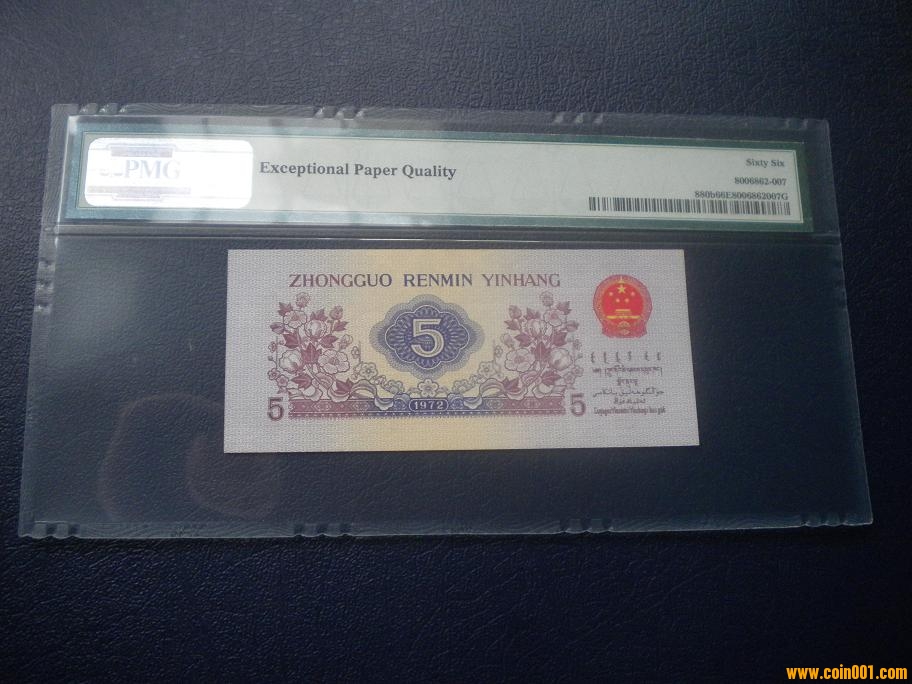 PMG
Exceptional Paper Quality
Sixty Six
8006862-007
880b66E8006862007G
ZHONGGUO RENMIN YINHANG
5
5
5
1972
www.coin001.com